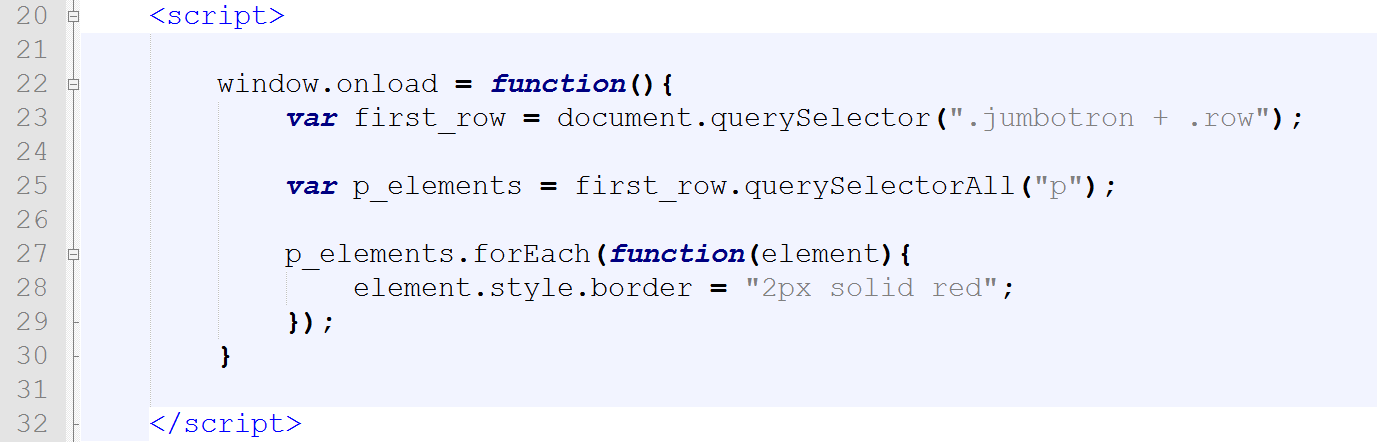 20 <script>
21
22 window.onload = function(){
23 var first_row = document.querySelector(".jumbotron + .row");
24
25 var p_elements = first_row.querySelectorAll("p");
26
27 p_elements.forEach(function(element){
28 element.style.border = "2px solid red";
29 });
30 }
31
32 </script>